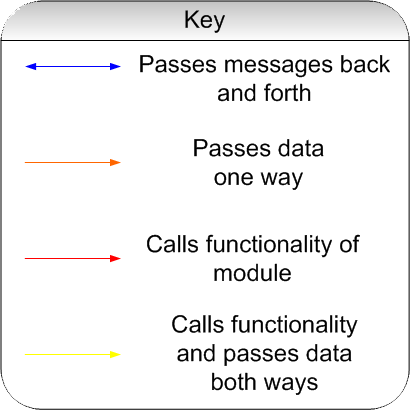 Key
Passes messages back
and forth
Passes data
one way
Calls functionality of
module
Calls functionality
and passes data
both ways